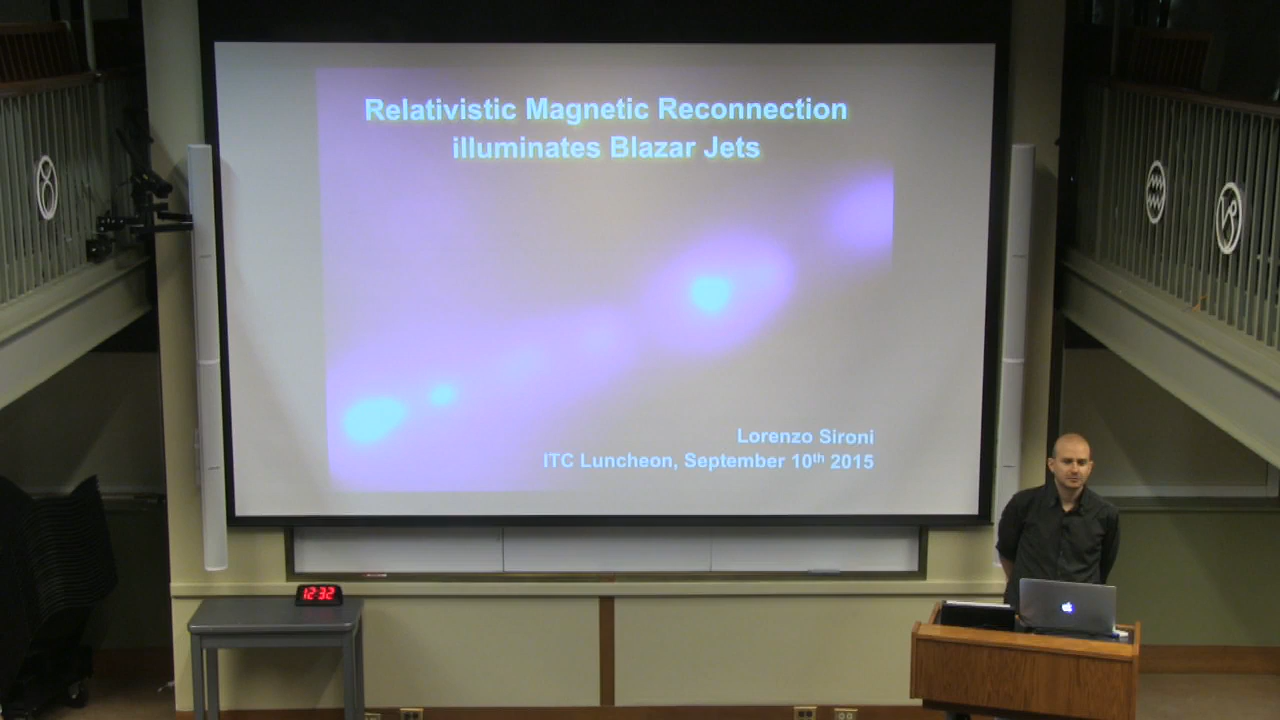 Relativistic Magnetic Reconnection
illuminates Blazar Jets
Lorenzo Sironi
ITC Luncheon, September 10th 2015
12:32